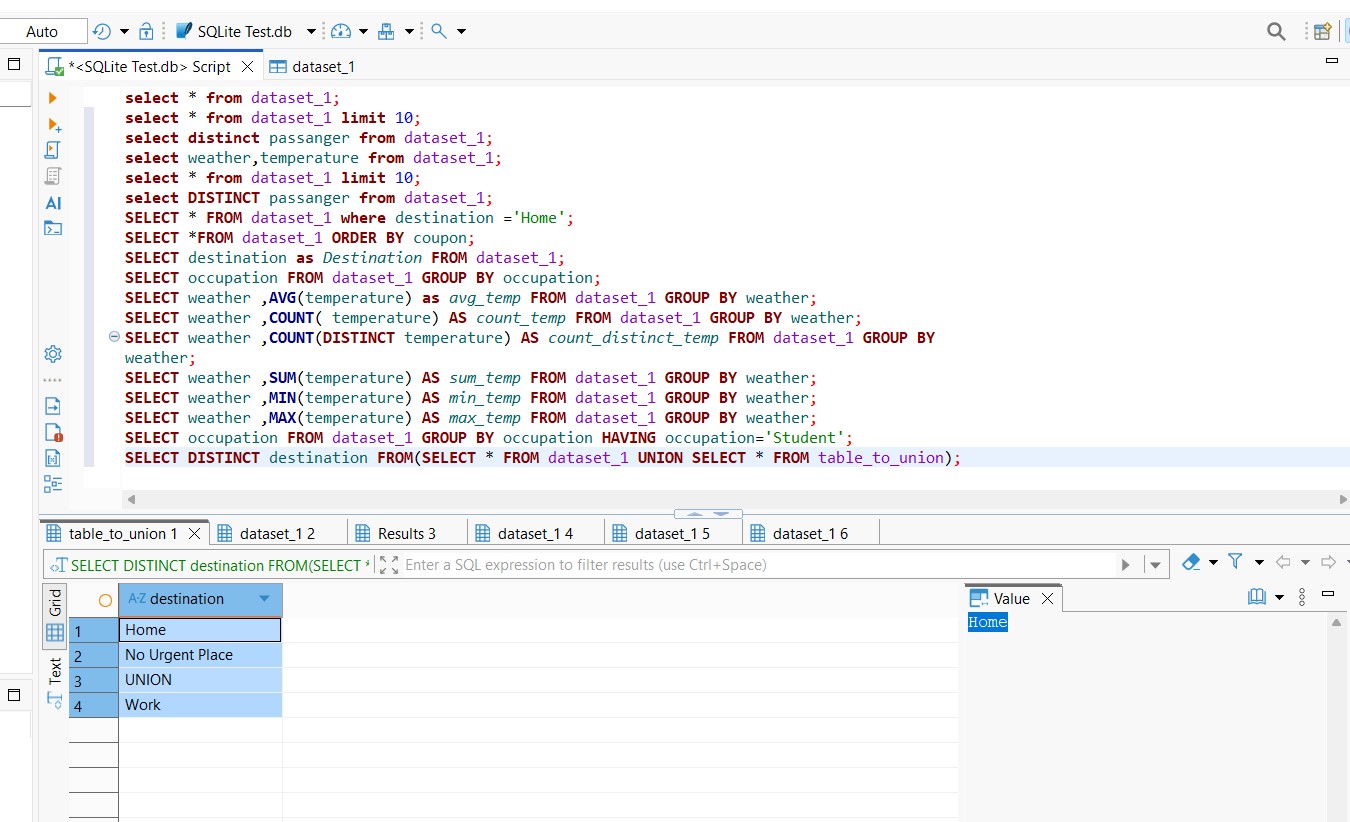 Auto
SQLite Test.db
*<SQLite Test.db> Script
dataset_1
select * from dataset_1;
select * from dataset_1 limit 10;
select distinct passanger from dataset_1;
select weather,temperature from dataset_1;
select * from dataset_1 limit 10;
select DISTINCT passanger from dataset_1;
SELECT * FROM dataset_1 where destination ='Home';
SELECT *FROM dataset_1 ORDER BY coupon;
SELECT destination as Destination FROM dataset_1;
SELECT occupation FROM dataset_1 GROUP BY occupation;
SELECT weather ,AVG(temperature) as avg_temp FROM dataset_1 GROUP BY weather;
SELECT weather ,COUNT( temperature) AS count_temp FROM dataset_1 GROUP BY weather;
SELECT weather ,COUNT(DISTINCT temperature) AS count_distinct_temp FROM dataset_1 GROUP BY
weather;
SELECT weather ,SUM(temperature) AS sum_temp FROM dataset_1 GROUP BY weather;
SELECT weather ,MIN(temperature) AS min_temp FROM dataset_1 GROUP BY weather;
SELECT weather ,MAX(temperature) AS max_temp FROM dataset_1 GROUP BY weather;
SELECT occupation FROM dataset_1 GROUP BY occupation HAVING occupation='Student';
SELECT DISTINCT destination FROM(SELECT * FROM dataset_1 UNION SELECT * FROM table_to_union);
AI
table_to_union 1
dataset_1 2
Results 3
dataset_1 4
dataset_1 5
dataset_1 6
SELECT DISTINCT destination FROM(SELECT *
Enter a SQL expression to filter results (use Ctrl+Space)
Grid
Text
A-Z destination
1 Home
2 No Urgent Place
3 UNION
4 Work
Value
Home